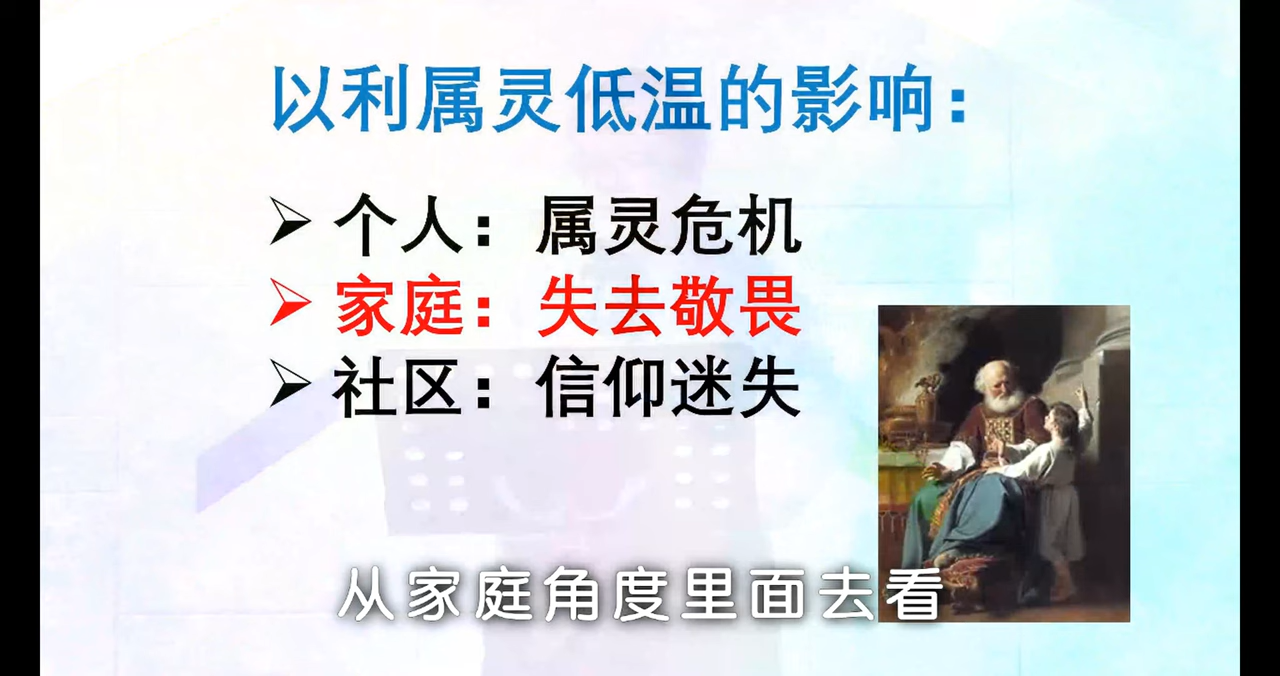 以利属灵低温的影响：
个人：属灵危机
家庭：失去敬畏
社区：信仰迷失
从家庭角度里面去看